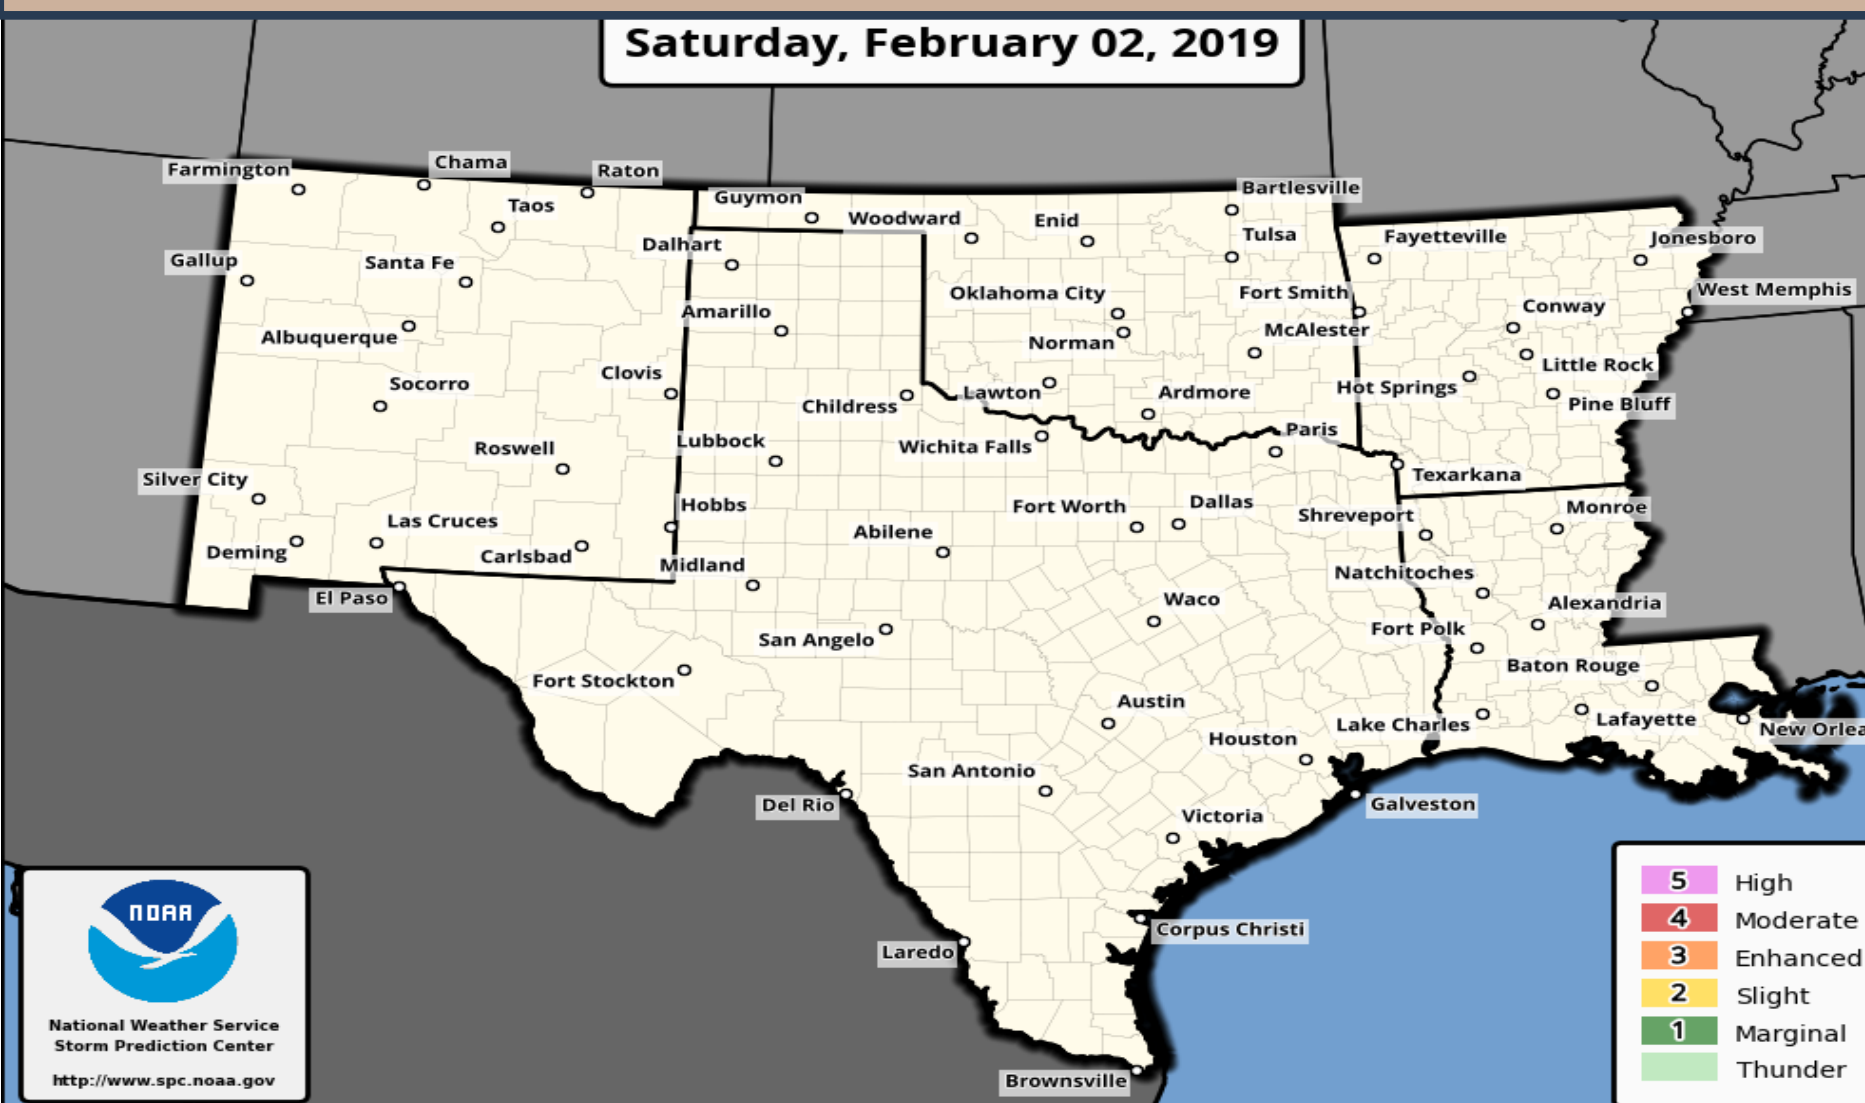 Saturday, February 02, 2019
Farmington
Chama
Raton
Taos
Guymon
Woodward
Enid
Bartlesville
Tulsa
Fayetteville
Jonesboro
Gallup
Santa Fe
Dalhart
Oklahoma City
Fort Smith
West Memphis
Conway
Albuquerque
Amarillo
Norman
McAlester
Little Rock
Socorro
Clovis
Childress
Lawton
Ardmore
Hot Springs
Pine Bluff
Roswell
Lubbock
Wichita Falls
Paris
Texarkana
Silver City
Hobbs
Fort Worth
Dallas
Shreveport
Monroe
Las Cruces
Deming
Carlsbad
Midland
Abilene
Natchitoches
El Paso
Waco
Alexandria
San Angelo
Fort Polk
Fort Stockton
Baton Rouge
Austin
Houston
Lake Charles
Lafayette
New Orlea
San Antonio
Del Rio
Victoria
Galveston
Laredo
Corpus Christi
Brownsville
NOAA
National Weather Service
Storm Prediction Center
http://www.spc.noaa.gov
5 High
4 Moderate
3 Enhanced
2 Slight
1 Marginal
Thunder